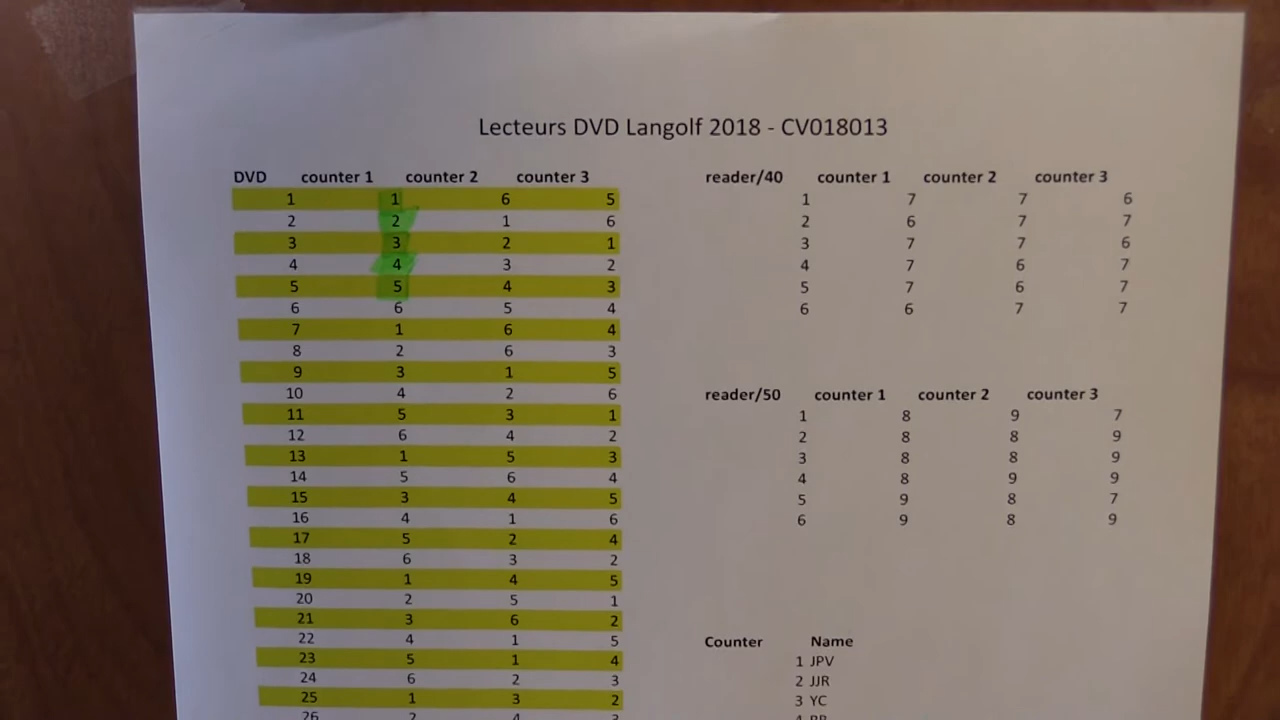 Lecteurs DVD Langolf 2018 - CV018013
DVD counter 1 counter 2 counter 3
1 1 6 5
2 2 1 6
3 3 2 1
4 4 3 2
5 5 4 3
6 6 5 4
7 1 6 4
8 2 6 3
9 3 1 5
10 4 2 6
11 5 3 1
12 6 4 2
13 1 5 3
14 5 6 4
15 3 4 5
16 4 1 6
17 5 2 4
18 6 3 2
19 1 4 5
20 2 5 1
21 3 6 2
22 4 1 5
23 5 1 4
24 6 2 3
25 1 3 2
26 2 4 3
reader/40 counter 1 counter 2 counter 3
1 7 7 6
2 6 7 7
3 7 7 6
4 7 6 7
5 7 6 7
6 6 7 7
reader/50 counter 1 counter 2 counter 3
1 8 9 7
2 8 8 9
3 8 8 9
4 8 9 9
5 9 8 7
6 9 8 9
Counter Name
1 JPV
2 JJR
3 YC